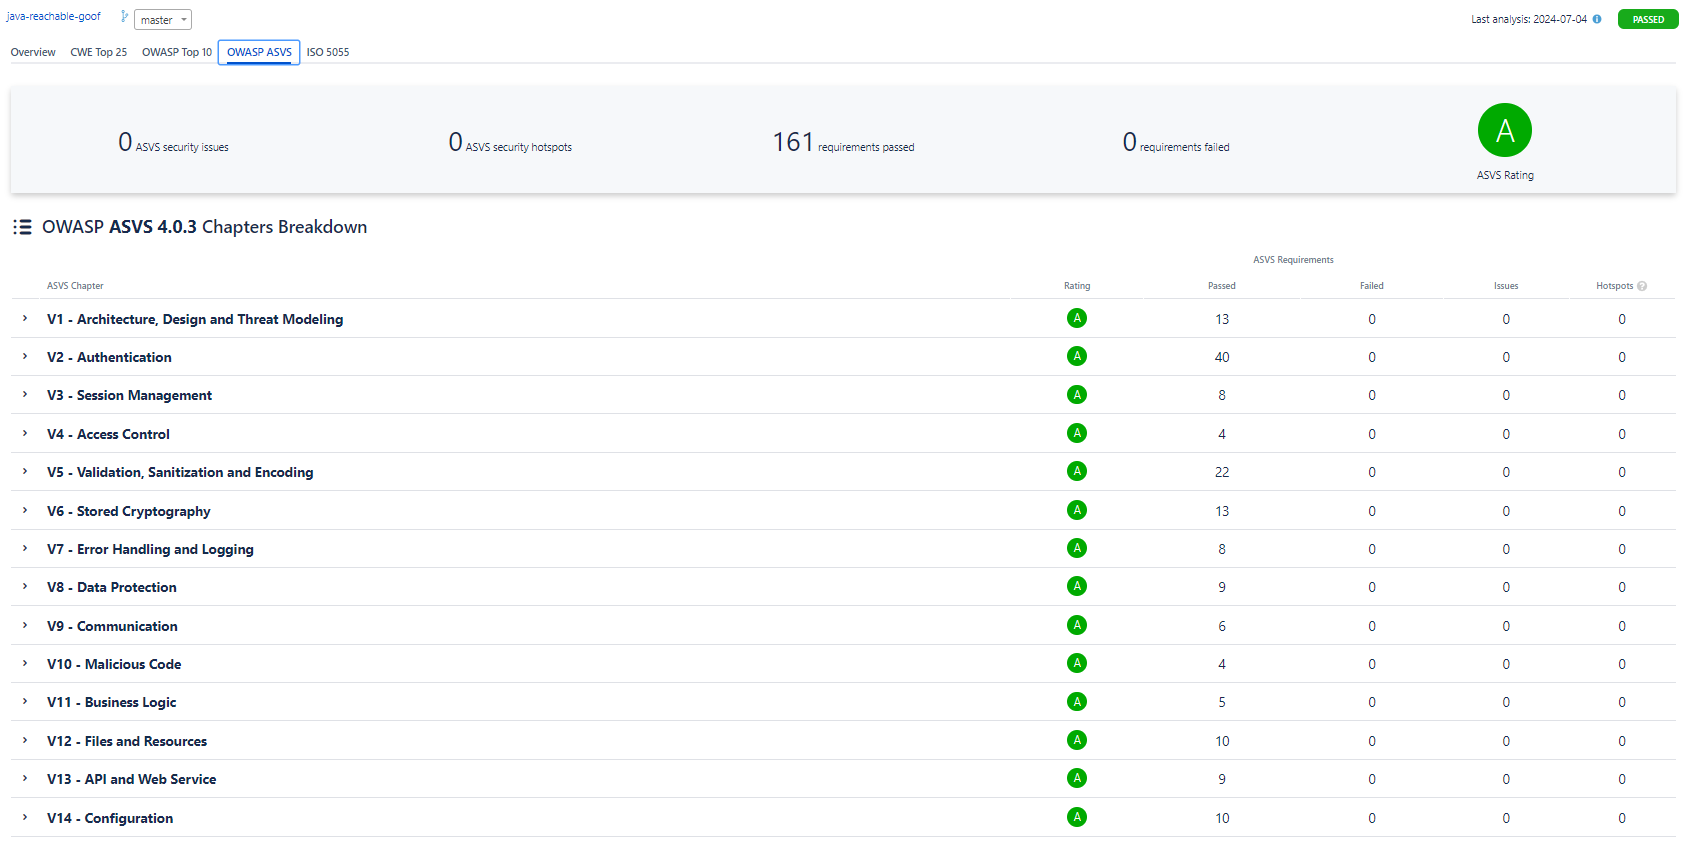 java-reachable-goof master Last analysis: 2024-07-04 PASSED
Overview CWE Top 25 OWASP Top 10 OWASP ASVS ISO 5055
0 ASVS security issues 0 ASVS security hotspots 161 requirements passed 0 requirements failed A
ASVS Rating
OWASP ASVS 4.0.3 Chapters Breakdown
ASVS Requirements
ASVS Chapter Rating Passed Failed Issues Hotspots ?
V1 - Architecture, Design and Threat Modeling A 13 0 0 0
V2 - Authentication A 40 0 0 0
V3 - Session Management A 8 0 0 0
V4 - Access Control A 4 0 0 0
V5 - Validation, Sanitization and Encoding A 22 0 0 0
V6 - Stored Cryptography A 13 0 0 0
V7 - Error Handling and Logging A 8 0 0 0
V8 - Data Protection A 9 0 0 0
V9 - Communication A 6 0 0 0
V10 - Malicious Code A 4 0 0 0
V11 - Business Logic A 5 0 0 0
V12 - Files and Resources A 10 0 0 0
V13 - API and Web Service A 9 0 0 0
V14 - Configuration A 10 0 0 0